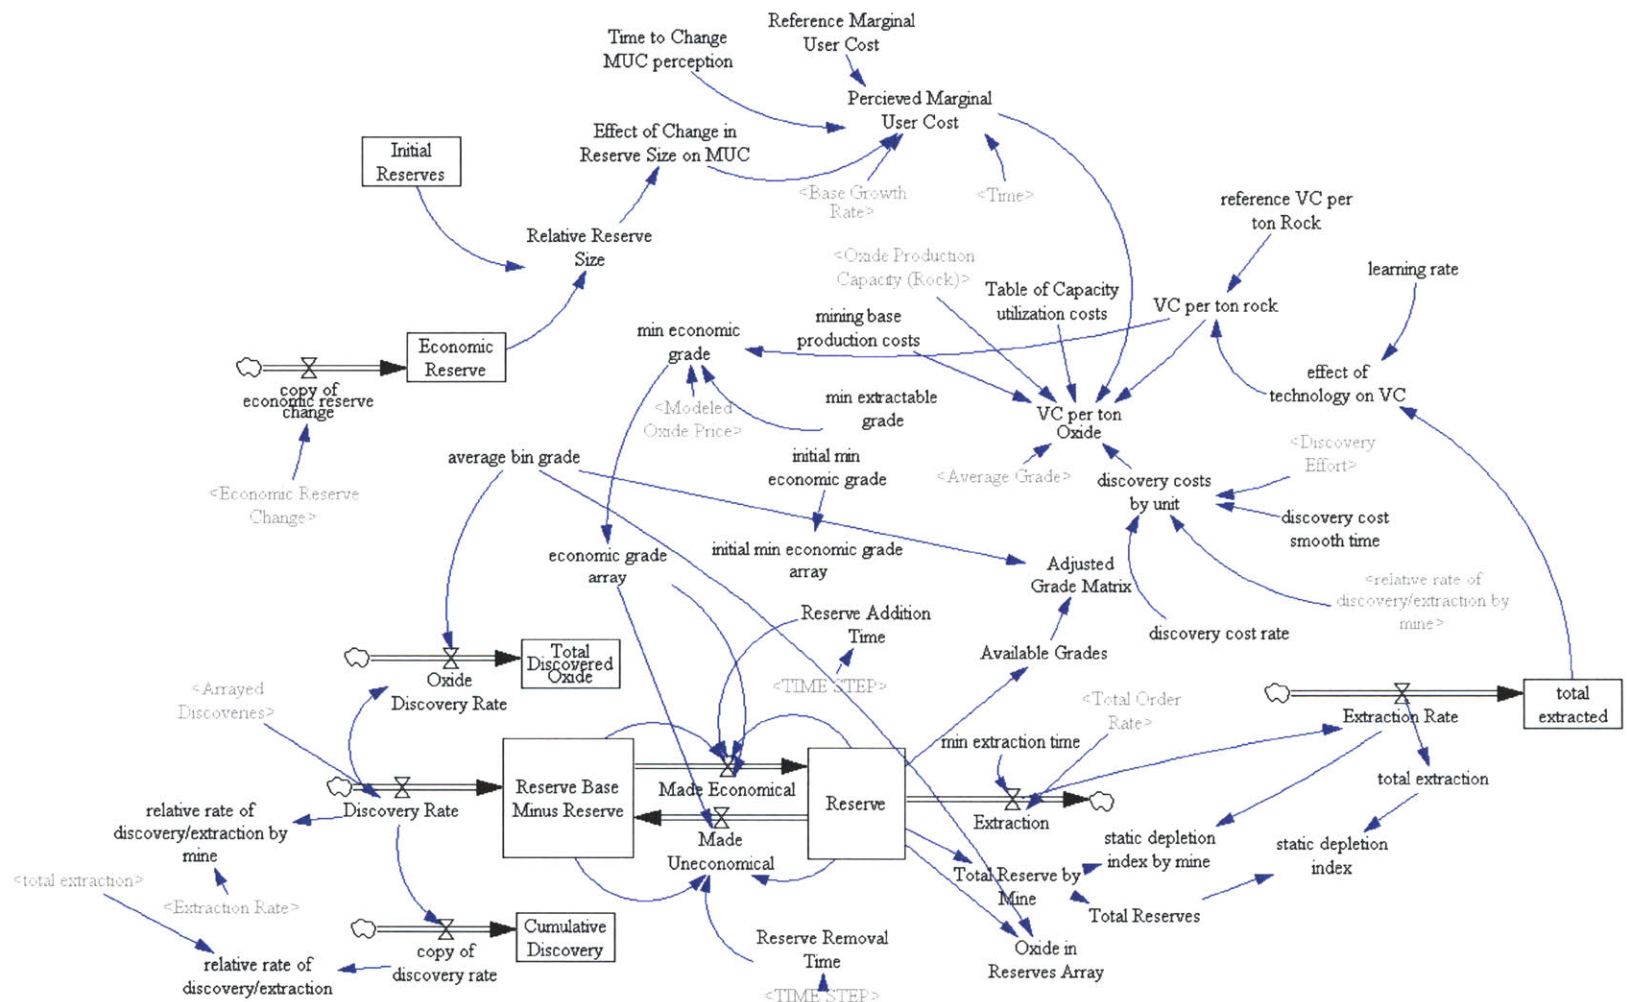 Reference Marginal
User Cost
Time to Change
MUC perception
Percieved Marginal
User Cost
Effect of Change in
Reserve Size on MUC
Initial
Reserves
<Base Growth
Rate>
<Time>
reference VC per
ton Rock
Relative Reserve
Size
<Oxide Production
Capacity (Rock)>
learning rate
Table of Capacity
utilization costs
VC per ton rock
mining base
production costs
min economic
grade
Economic
Reserve
copy of
economic reserve
change
effect of
technology on VC
<Modeled
Oxide Price>
min extractable
grade
VC per ton
Oxide
<Discovery
Effort>
average bin grade
initial min
economic grade
<Average Grade>
discovery costs
by unit
<Economic Reserve
Change>
discovery cost
smooth time
economic grade
array
initial min economic grade
array
Adjusted
Grade Matrix
<relative rate of
discovery/extraction by
mine>
Reserve Addition
Time
discovery cost rate
Available Grades
Total
Discovered
Oxide
Oxide
Discovery Rate
<TIME STEP>
<Arrayed
Discoveries>
<Total Order
Rate>
total
extracted
Extraction Rate
min extraction time
total extraction
Reserve Base
Minus Reserve
Made Economical
Reserve
Discovery Rate
relative rate of
discovery/extraction by
mine
Extraction
Made
Uneconomical
static depletion
index by mine
static depletion
index
<total extraction>
Total Reserve by
Mine
<Extraction Rate>
Total Reserves
Cumulative
Discovery
copy of
discovery rate
Reserve Removal
Time
Oxide in
Reserves Array
relative rate of
discovery/extraction
<TIME STEP>